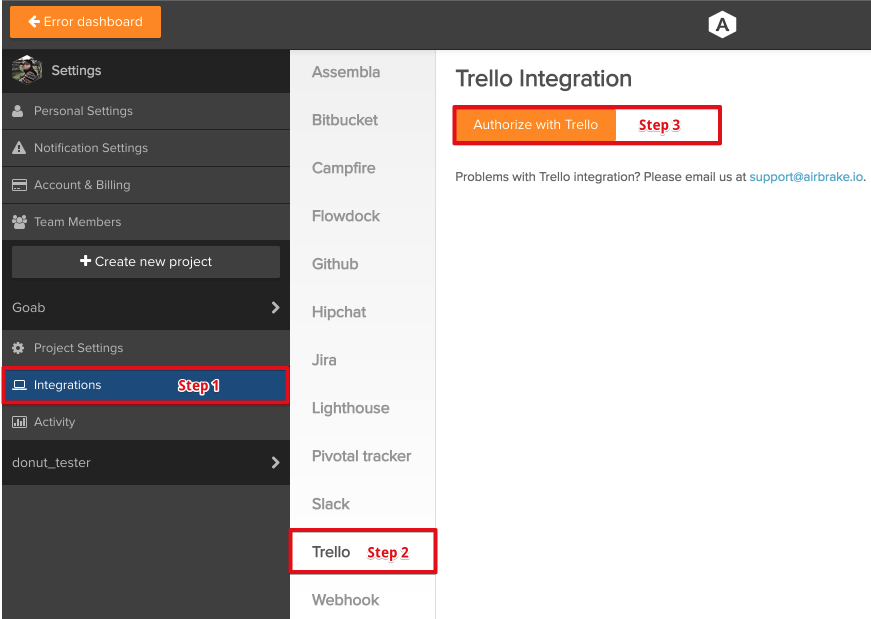 Error dashboard
A
Settings
Personal Settings
Notification Settings
Account & Billing
Team Members
Create new project
Goab
Project Settings
Integrations Step 1
Activity
donut_tester
Assembla
Bitbucket
Campfire
Flowdock
Github
Hipchat
Jira
Lighthouse
Pivotal tracker
Slack
Trello Step 2
Webhook
Trello Integration
Authorize with Trello Step 3
Problems with Trello integration? Please email us at support@airbrake.io.